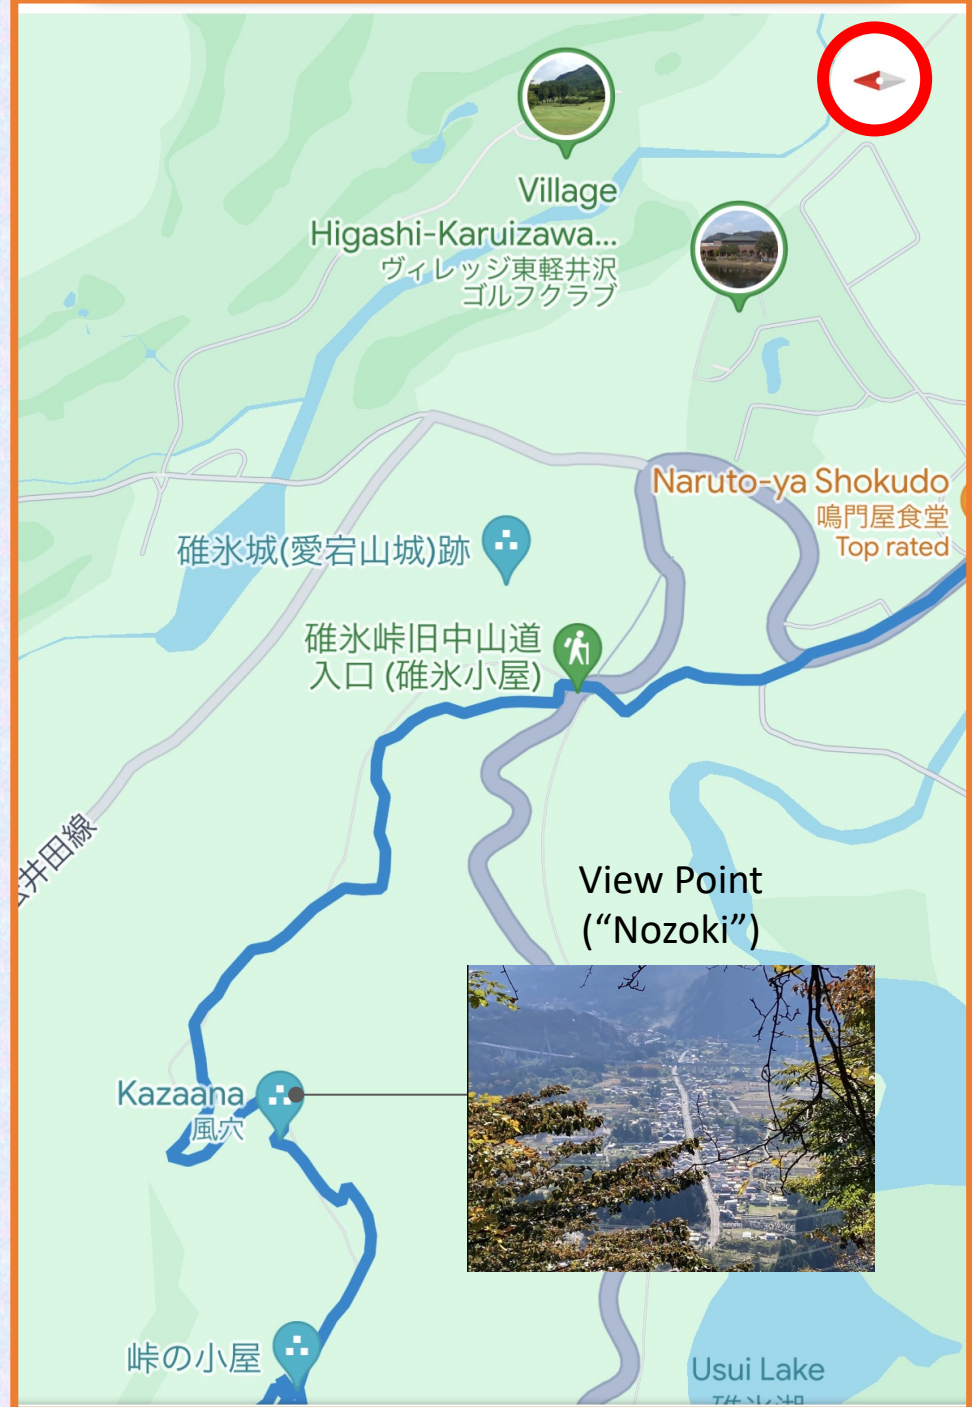 Village
Higashi-Karuizawa...
ヴィレッジ東軽井沢
ゴルフクラブ
Naruto-ya Shokudo
鳴門屋食堂
Top rated
碓氷城(愛宕山城)跡
碓氷峠旧中山道
入口 (碓氷小屋)
井田線
View Point
(“Nozoki”)
Kazaana
風穴
峠の小屋
Usui Lake
碓氷湖